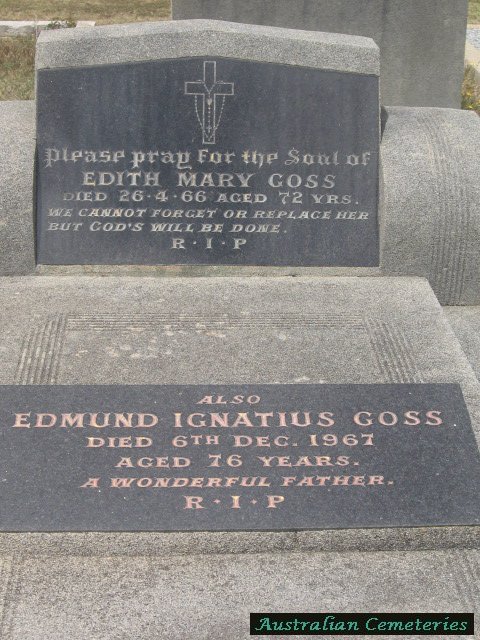 Please pray for the Soul of
EDITH MARY GOSS
DIED 26·4·66 AGED 72 YRS.
WE CANNOT FORGET OR REPLACE HER
BUT GOD'S WILL BE DONE.
R·I·P
ALSO
EDMUND IGNATIUS GOSS
DIED 6TH DEC. 1967
AGED 76 YEARS.
A WONDERFUL FATHER.
R·I·P
Australian Cemeteries